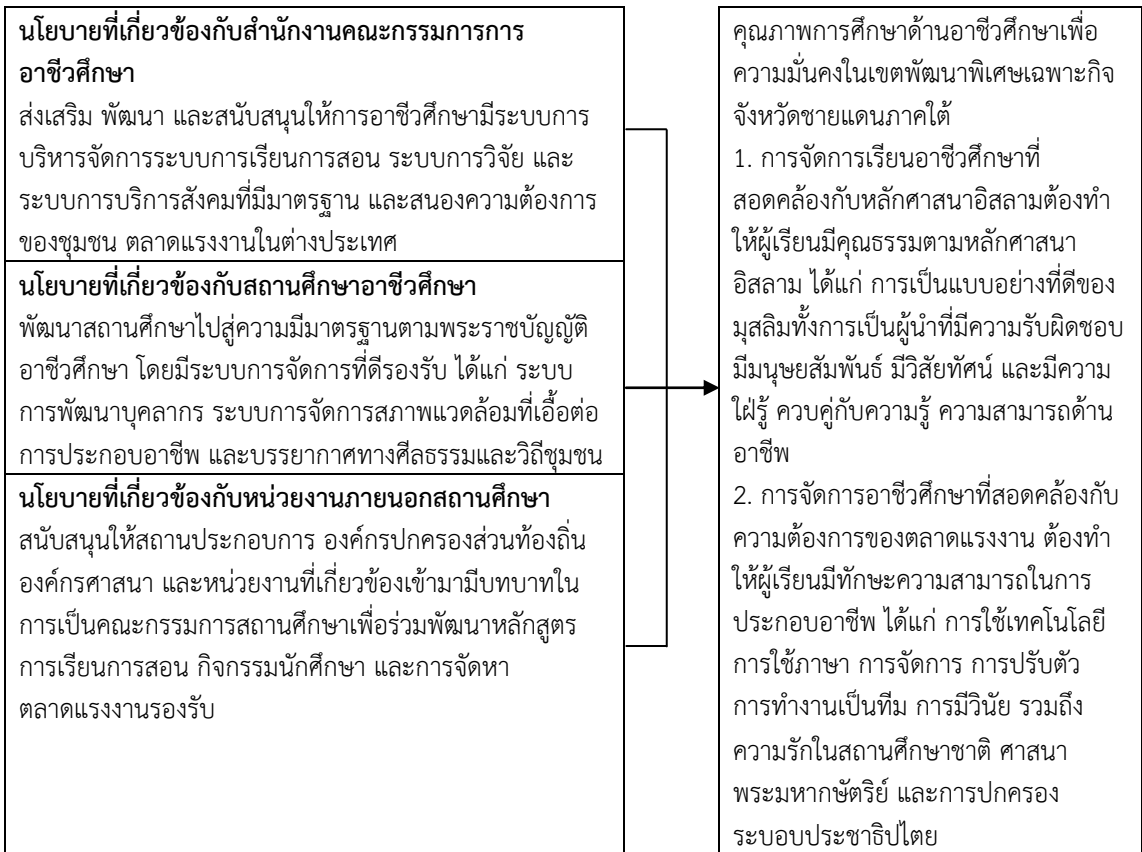 นโยบายที่เกี่ยวข้องกับสำนักงานคณะกรรมการการ
อาชีวศึกษา
ส่งเสริม พัฒนา และสนับสนุนให้การอาชีวศึกษามีระบบการ
บริหารจัดการระบบการเรียนการสอน ระบบการวิจัย และ
ระบบการบริการสังคมที่มีมาตรฐาน และสนองความต้องการ
ของชุมชน ตลาดแรงงานในต่างประเทศ
นโยบายที่เกี่ยวข้องกับสถานศึกษาอาชีวศึกษา
พัฒนาสถานศึกษาไปสู่ความมีมาตรฐานตามพระราชบัญญัติ
อาชีวศึกษา โดยมีระบบการจัดการที่ดีรองรับ ได้แก่ ระบบ
การพัฒนาบุคลากร ระบบการจัดการสภาพแวดล้อมที่เอื้อต่อ
การประกอบอาชีพ และบรรยากาศทางศีลธรรมและวิถีชุมชน
นโยบายที่เกี่ยวข้องกับหน่วยงานภายนอกสถานศึกษา
สนับสนุนให้สถานประกอบการ องค์กรปกครองส่วนท้องถิ่น
องค์กรศาสนา และหน่วยงานที่เกี่ยวข้องเข้ามามีบทบาทใน
การเป็นคณะกรรมการสถานศึกษาเพื่อร่วมพัฒนาหลักสูตร
การเรียนการสอน กิจกรรมนักศึกษา และการจัดหา
ตลาดแรงงานรองรับ
คุณภาพการศึกษาด้านอาชีวศึกษาเพื่อ
ความมั่นคงในเขตพัฒนาพิเศษเฉพาะกิจ
จังหวัดชายแดนภาคใต้
1. การจัดการเรียนอาชีวศึกษาที่
สอดคล้องกับหลักศาสนาอิสลามต้องทำ
ให้ผู้เรียนมีคุณธรรมตามหลักศาสนา
อิสลาม ได้แก่ การเป็นแบบอย่างที่ดีของ
มุสลิมทั้งการเป็นผู้นำที่มีความรับผิดชอบ
มีมนุษยสัมพันธ์ มีวิสัยทัศน์ และมีความ
ใฝ่รู้ ควบคู่กับความรู้ ความสามารถด้าน
อาชีพ
2. การจัดการอาชีวศึกษาที่สอดคล้องกับ
ความต้องการของตลาดแรงงาน ต้องทำ
ให้ผู้เรียนมีทักษะความสามารถในการ
ประกอบอาชีพ ได้แก่ การใช้เทคโนโลยี
การใช้ภาษา การจัดการ การปรับตัว
การทำงานเป็นทีม การมีวินัย รวมถึง
ความรักในสถานศึกษาชาติ ศาสนา
พระมหากษัตริย์ และการปกครอง
ระบอบประชาธิปไตย